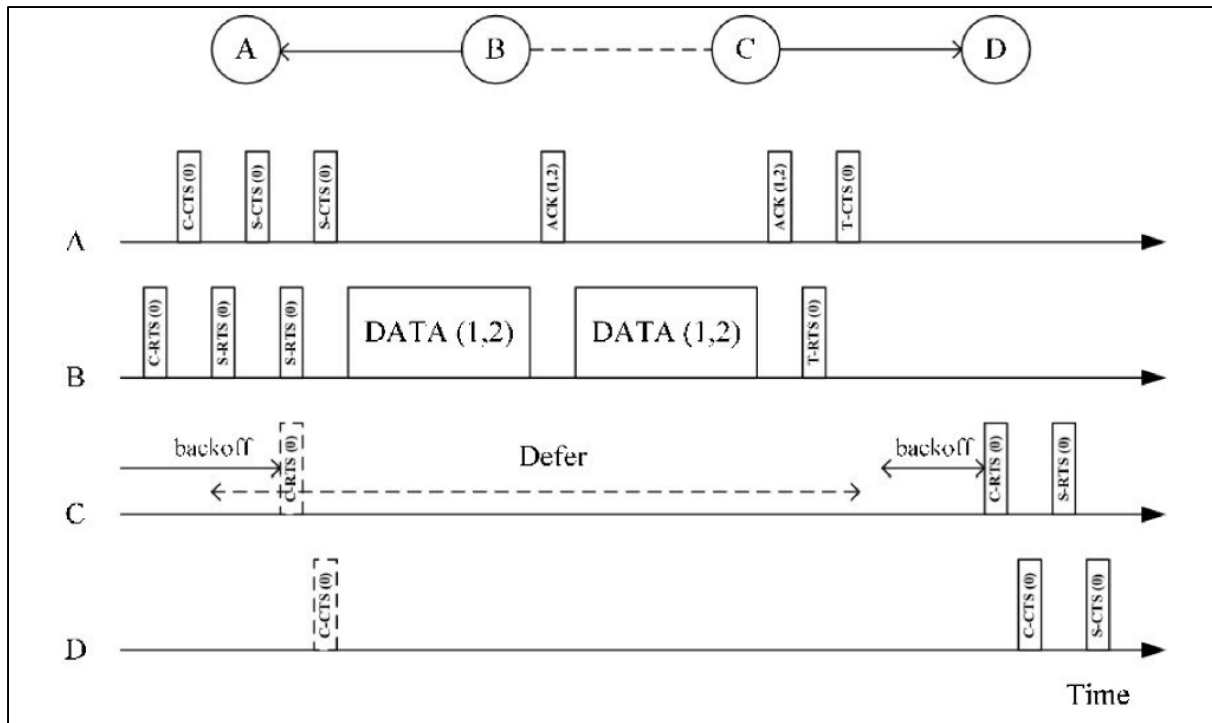 A B C D
C-CTS (0) S-CTS (0) S-CTS (0) ACK (1,2) ACK (1,2) T-CTS (0)
A
C-RTS (0) S-RTS (0) S-RTS (0) DATA (1,2) DATA (1,2) T-RTS (0)
B
backoff C-RTS (0) Defer backoff C-RTS (0) S-RTS (0)
C
C-CTS (0) C-CTS (0) S-CTS (0)
D
Time